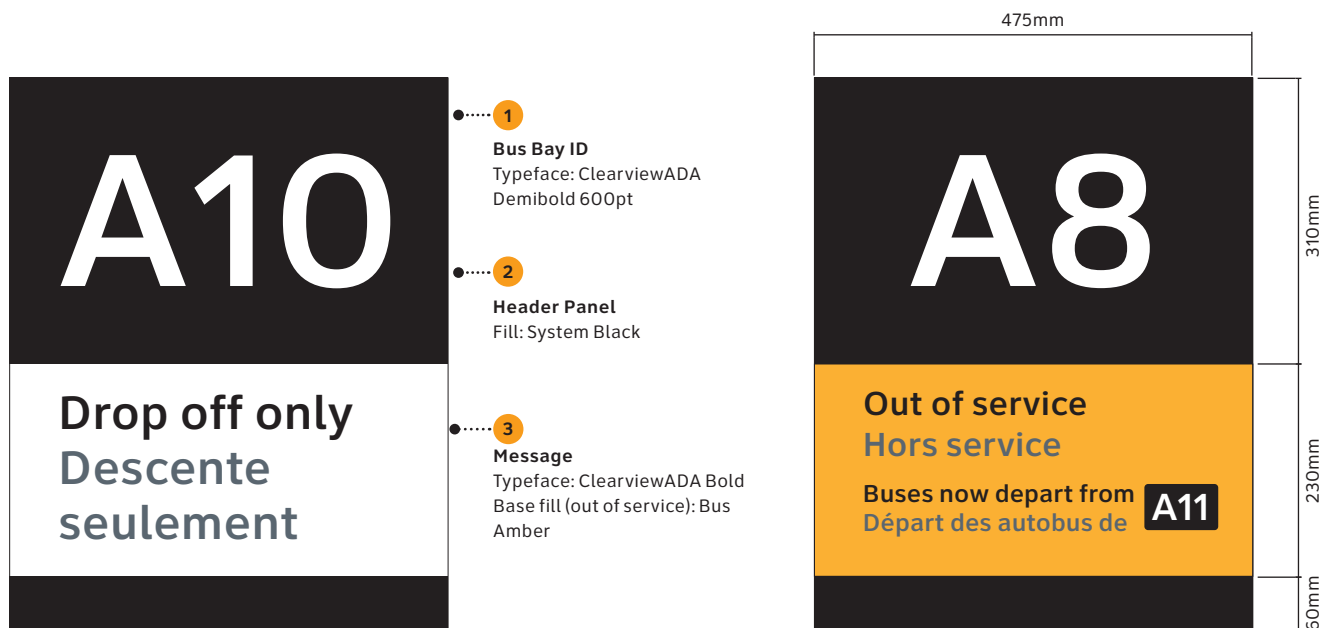 A10
Drop off only
Descente
seulement
1
Bus Bay ID
Typeface: ClearviewADA
Demibold 600pt
2
Header Panel
Fill: System Black
3
Message
Typeface: ClearviewADA Bold
Base fill (out of service): Bus
Amber
475mm
A8
Out of service
Hors service
Buses now depart from
Départ des autobus de
A11
310mm
230mm
60mm